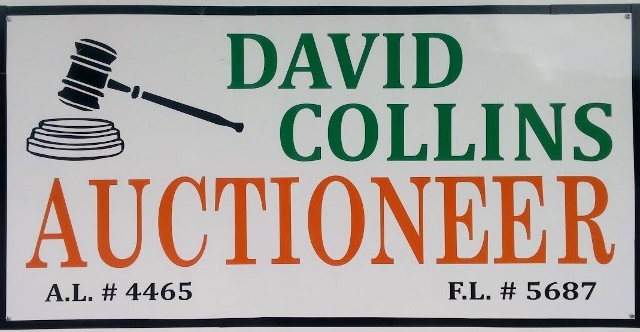 DAVID
COLLINS
AUCTIONEER
A.L. # 4465 F.L. # 5687